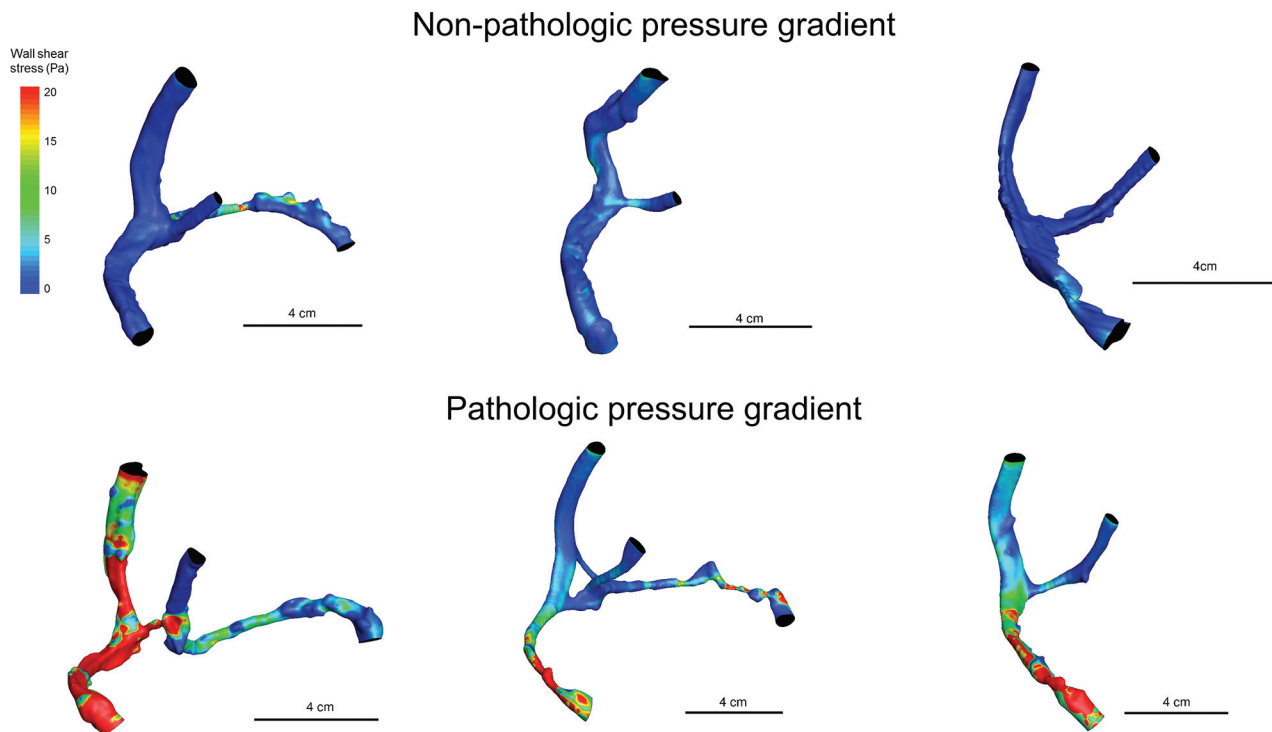 Non-pathologic pressure gradient
Wall shear
stress (Pa)
20
15
10
5
0
4 cm
4 cm
4cm
Pathologic pressure gradient
4 cm
4 cm
4 cm